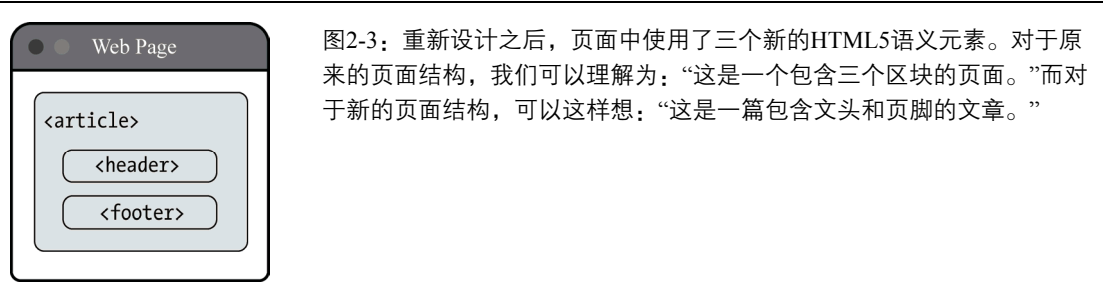 Web Page
<article>
<header>
<footer>
图2-3：重新设计之后，页面中使用了三个新的HTML5语义元素。对于原
来的页面结构，我们可以理解为：“这是一个包含三个区块的页面。”而对
于新的页面结构，可以这样想：“这是一篇包含文头和页脚的文章。”